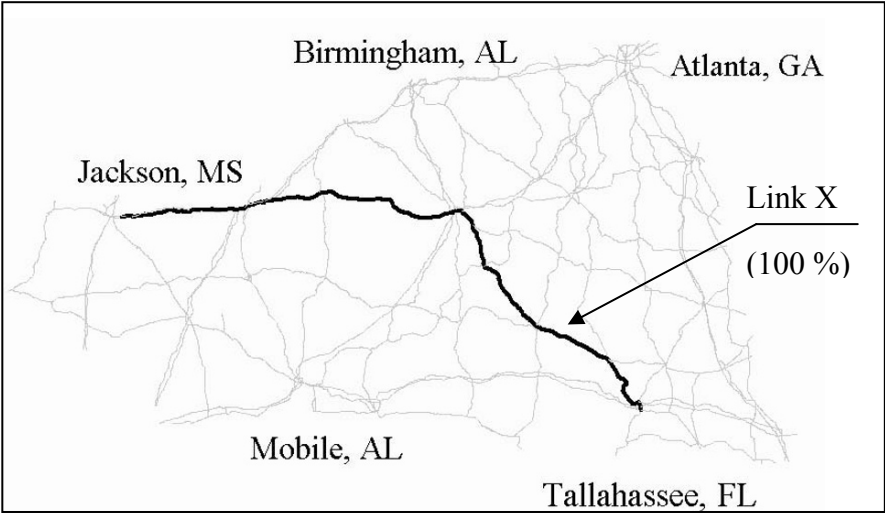 Birmingham, AL
Atlanta, GA
Jackson, MS
Link X
(100 %)
Mobile, AL
Tallahassee, FL